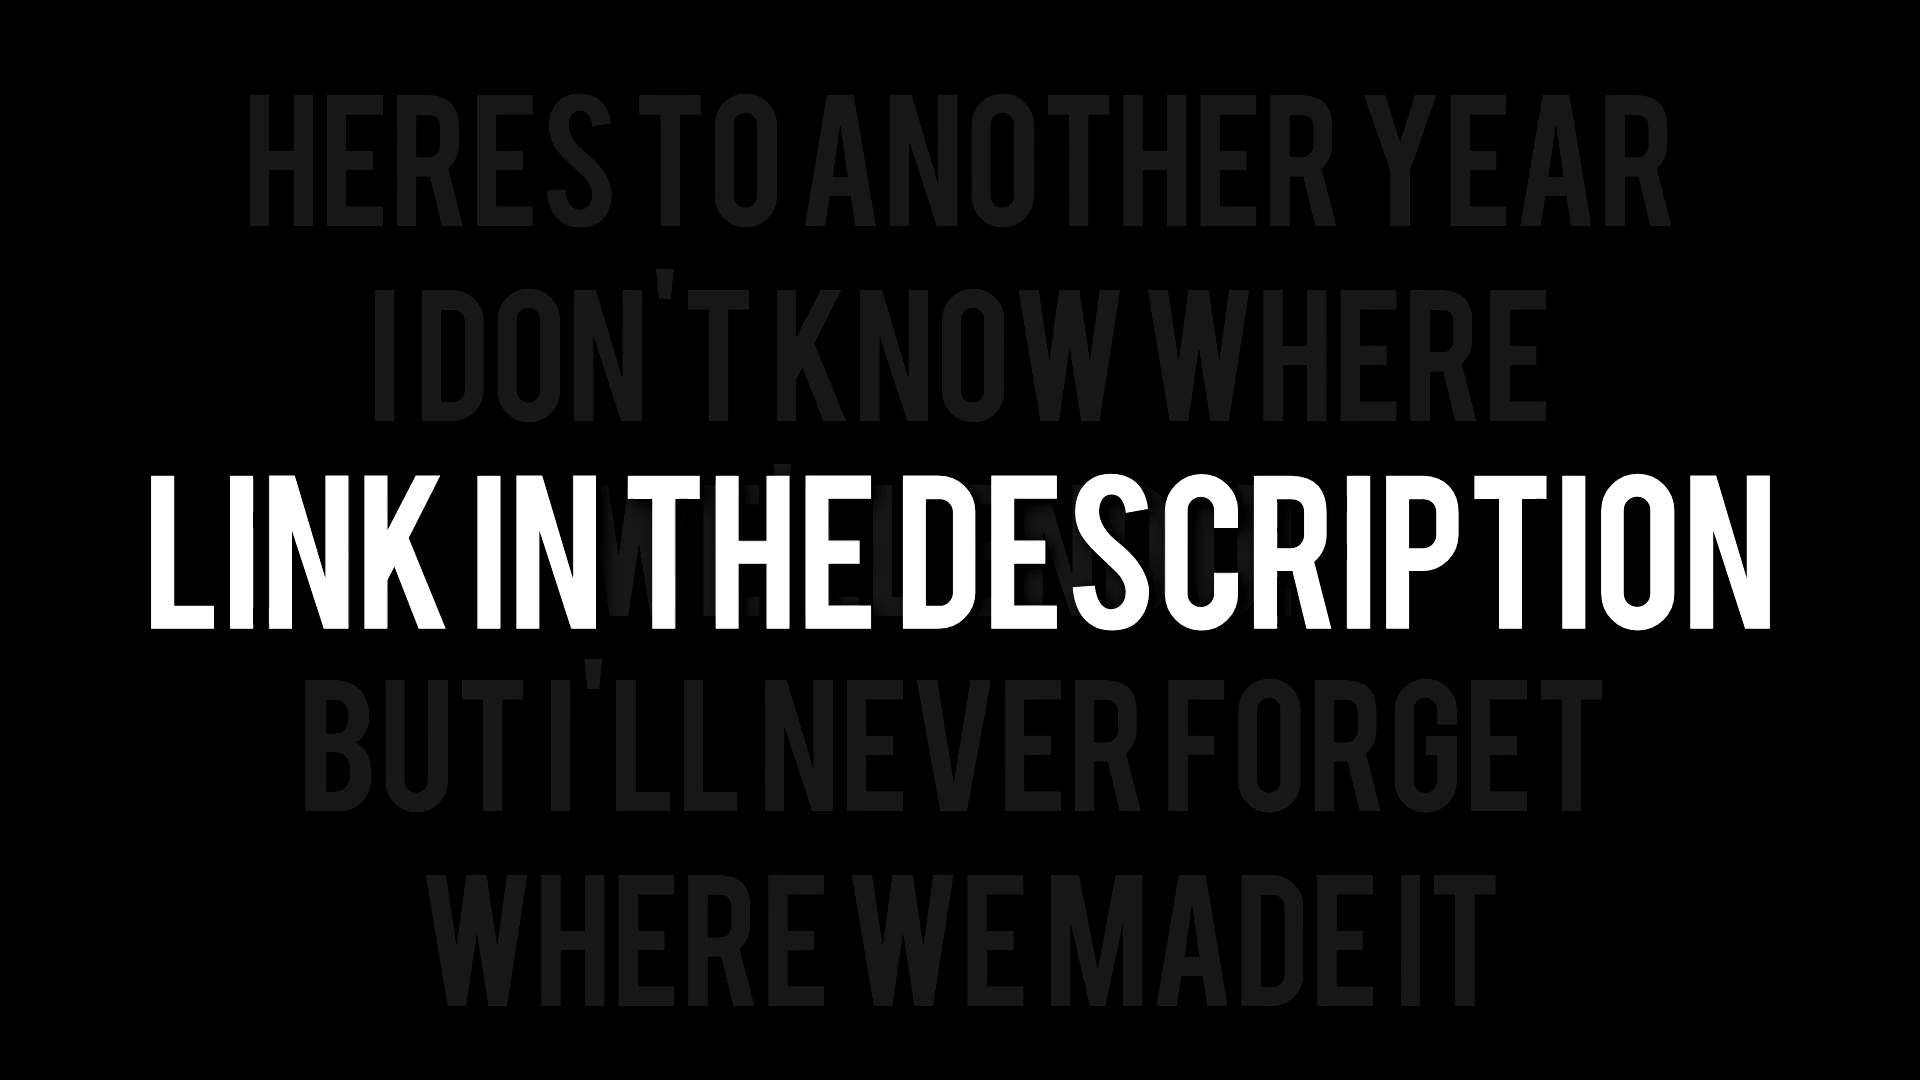 HERES TO ANOTHER YEAR
I DON'T KNOW WHERE
LINK IN THE DESCRIPTION
BUT I'LL NEVER FORGET
WHERE WE MADE IT